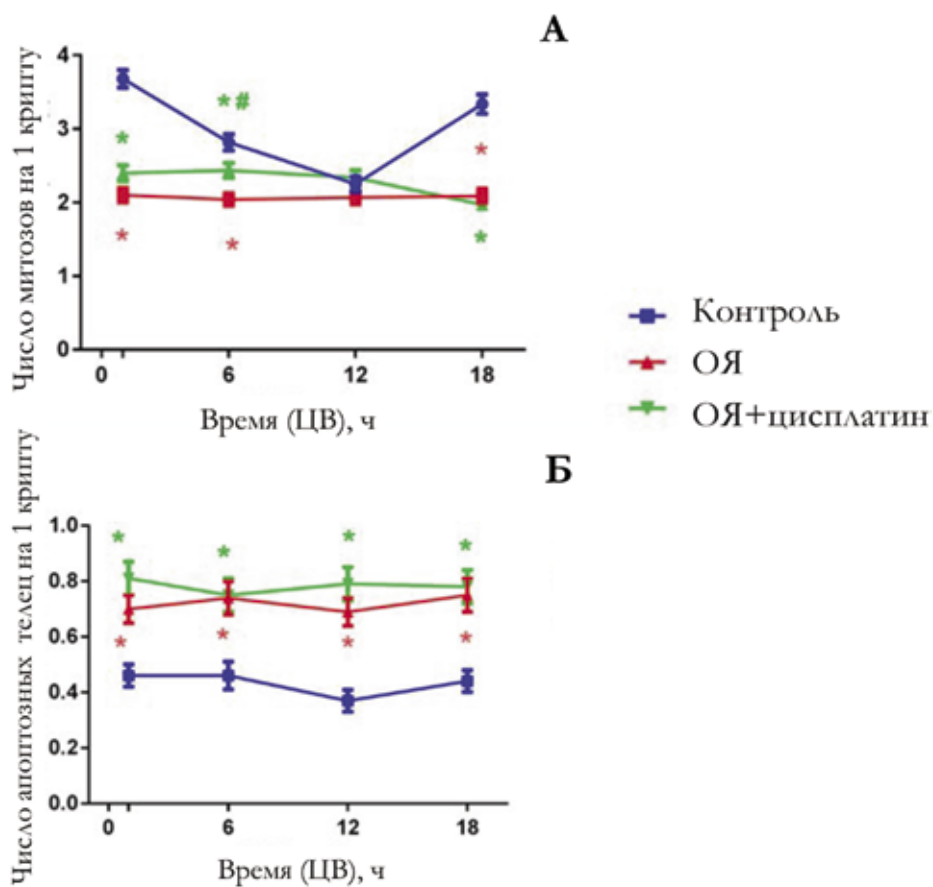 А
Число митозов на 1 крипту
4
* #
*
*
3
2
* *
*
1
0
0 6 12 18
Время (ЦВ), ч
Контроль
ОЯ
ОЯ+цисплатин
Б
Число апоптозных телец на 1 крипту
1.0
* * * *
0.8
0.6
* * * *
0.4
0.2
0.0
0 6 12 18
Время (ЦВ), ч